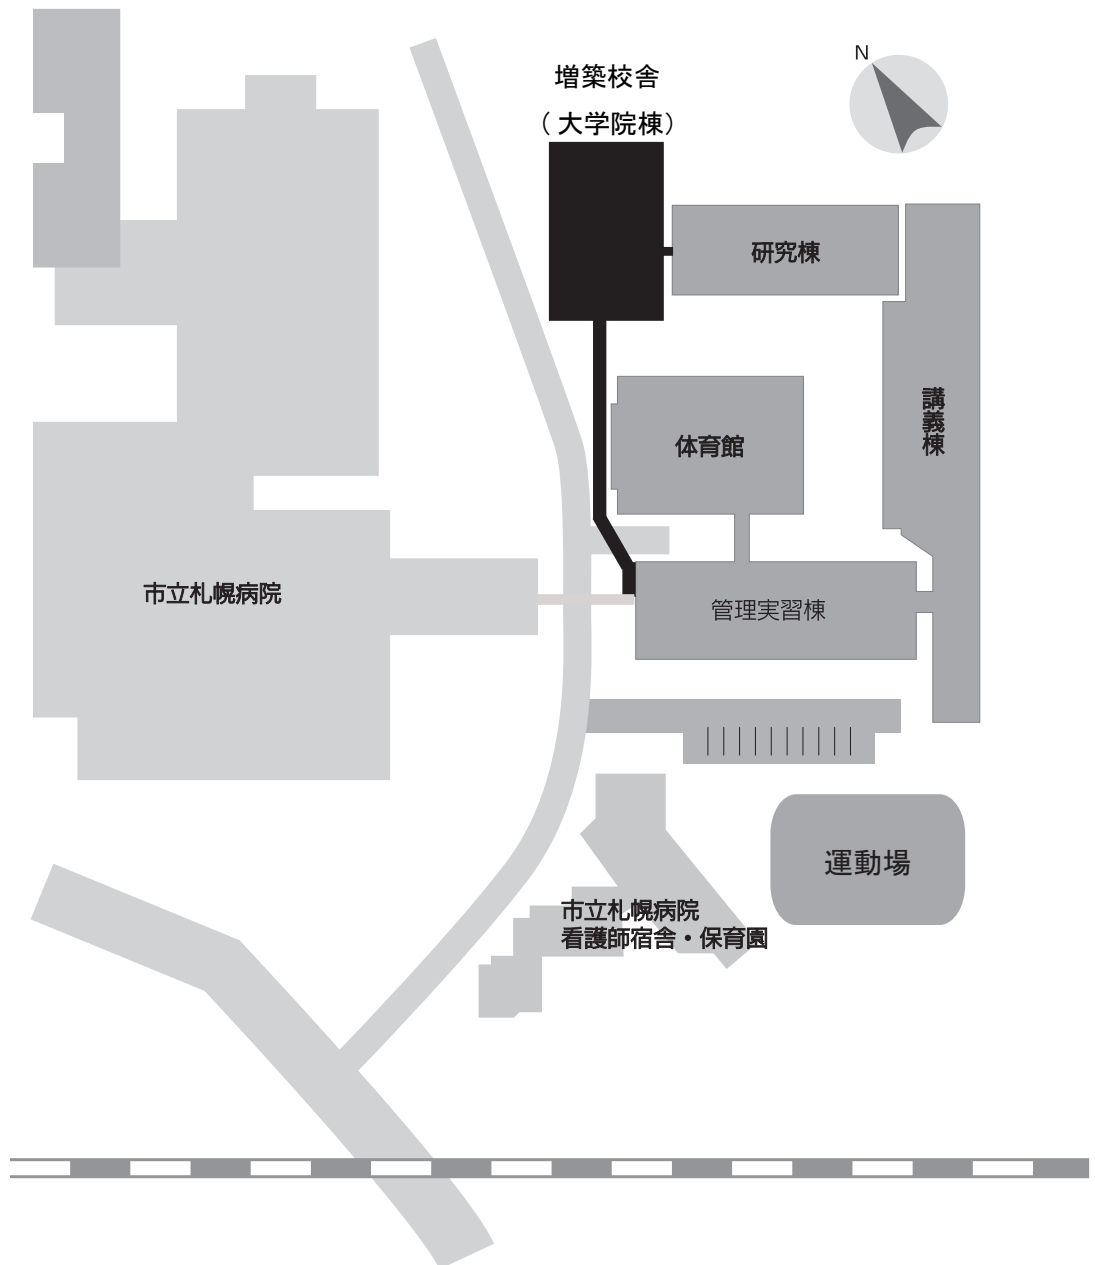 N
増築校舎
（大学院棟）
研究棟
講義棟
体育館
市立札幌病院
管理実習棟
運動場
市立札幌病院
看護師宿舎・保育園